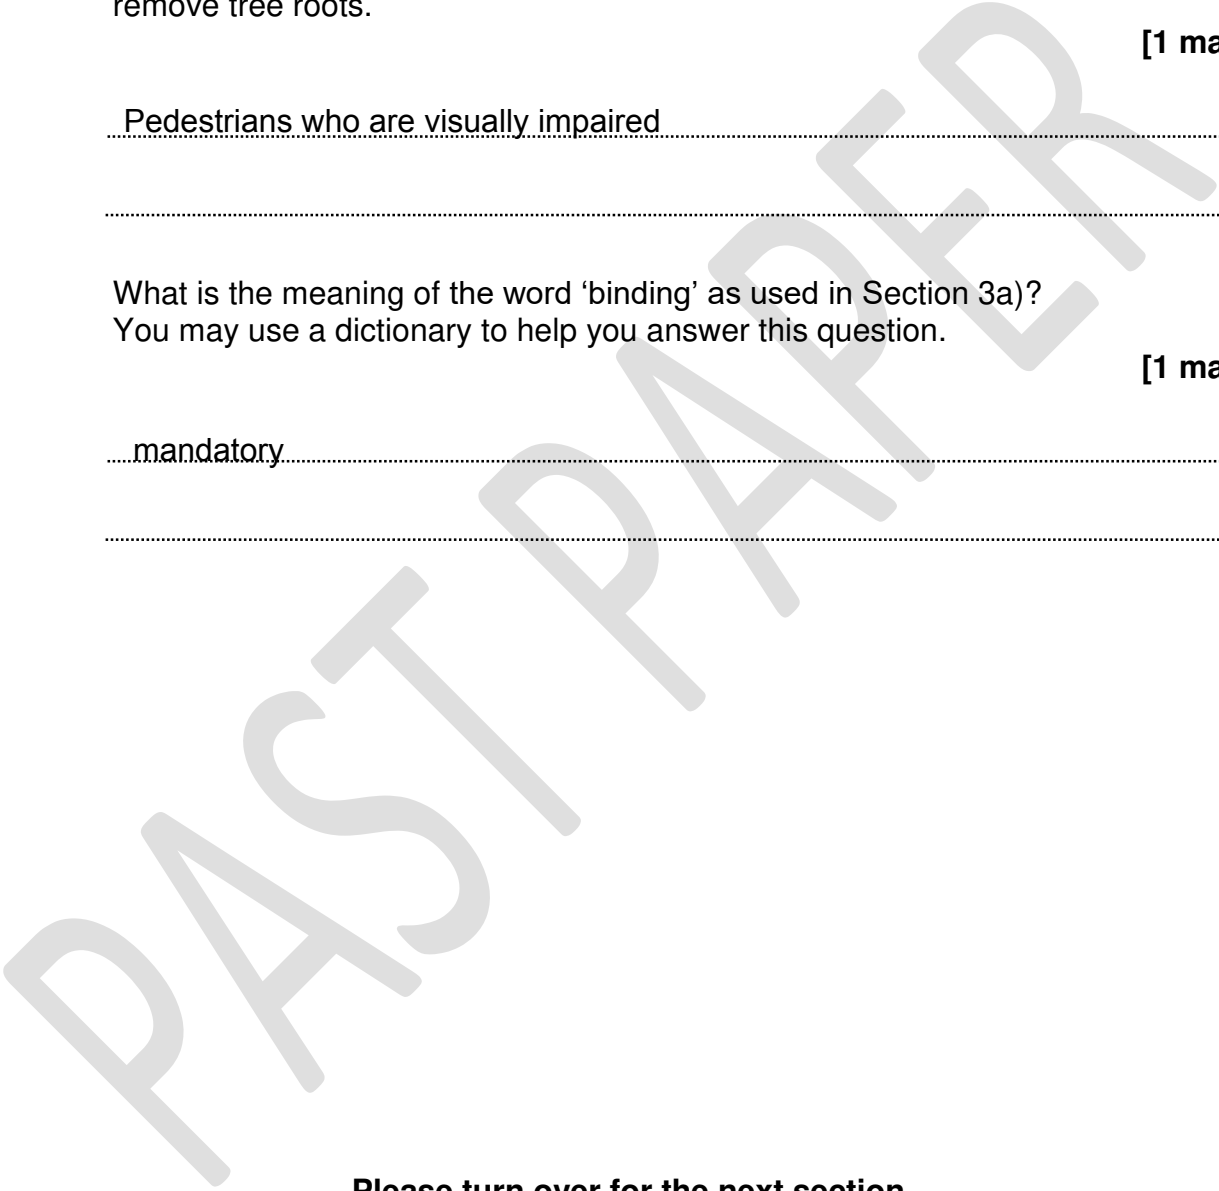 remove tree roots.
[1 ma
Pedestrians who are visually impaired
What is the meaning of the word ‘binding’ as used in Section 3a)?
You may use a dictionary to help you answer this question.
[1 ma
mandatory
PAST PAPER
Please turn over for the next section